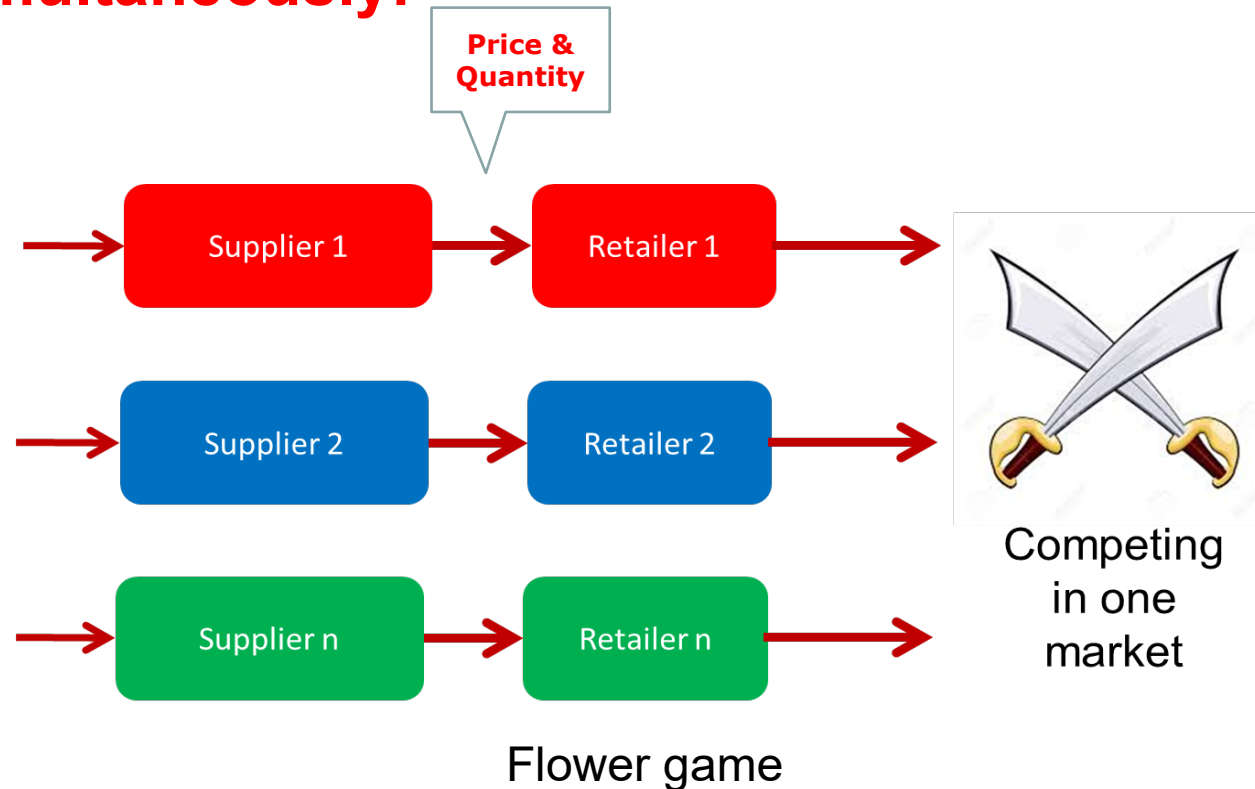 Price &
Quantity
Supplier 1
Retailer 1
Supplier 2
Retailer 2
Supplier n
Retailer n
Competing
in one
market
Flower game